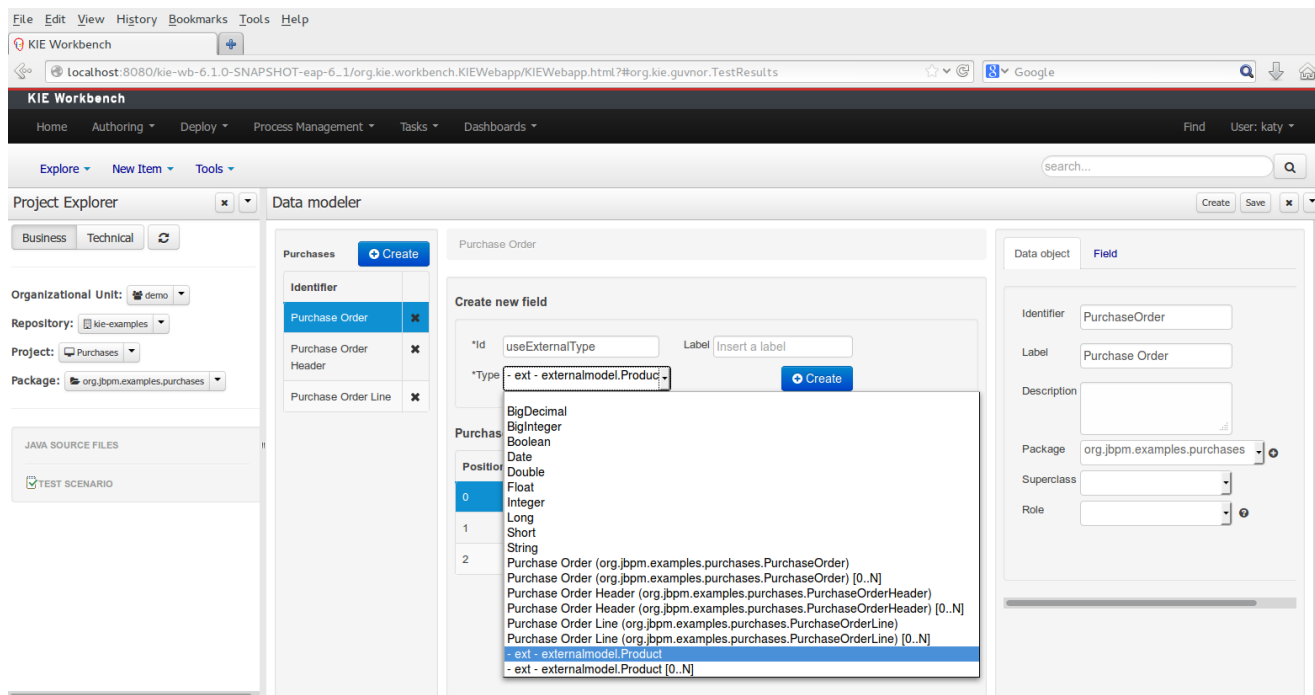 File Edit View History Bookmarks Tools Help
KIE Workbench
localhost:8080/kie-wb-6.1.0-SNAPSHOT-eap-6_1/org.kie.workbench.KIEWebapp/KIEWebapp.html?#org.kie.guvnor.TestResults
Google
KIE Workbench
Home Authoring Deploy Process Management Tasks Dashboards Find User: katy
Explore New Item Tools search...
Project Explorer
Data modeler
Create Save
Business Technical
Organizational Unit: demo
Repository: kie-examples
Project: Purchases
Package: org.jbpm.examples.purchases
JAVA SOURCE FILES
TEST SCENARIO
Purchases Create
Identifier
Purchase Order
Purchase Order
Header
Purchase Order Line
Purchase Order
Create new field
*Id useExternalType Label Insert a label
*Type - ext - externalmodel.Produc Create
BigDecimal
BigInteger
Boolean
Date
Double
Float
Integer
Long
Short
String
Purchase Order (org.jbpm.examples.purchases.PurchaseOrder)
Purchase Order (org.jbpm.examples.purchases.PurchaseOrder) [0..N]
Purchase Order Header (org.jbpm.examples.purchases.PurchaseOrderHeader)
Purchase Order Header (org.jbpm.examples.purchases.PurchaseOrderHeader) [0..N]
Purchase Order Line (org.jbpm.examples.purchases.PurchaseOrderLine)
Purchase Order Line (org.jbpm.examples.purchases.PurchaseOrderLine) [0..N]
- ext - externalmodel.Product
- ext - externalmodel.Product [0..N]
Purchas
Position
0
1
2
Data object Field
Identifier PurchaseOrder
Label Purchase Order
Description
Package org.jbpm.examples.purchases
Superclass
Role